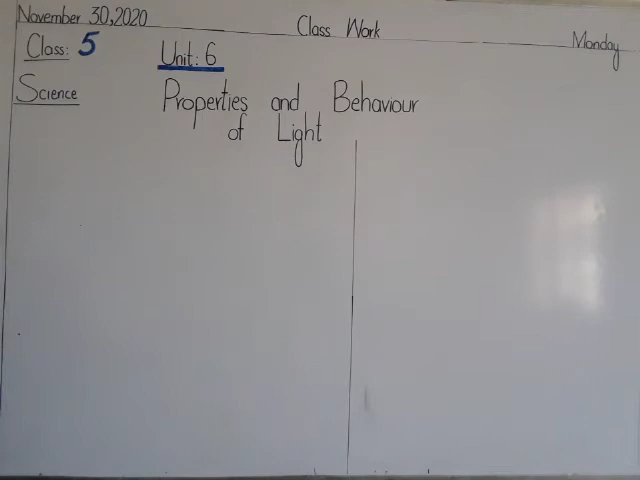 November 30,2020 Class Work Monday
Class: 5 Unit: 6
Science Properties and Behaviour
of Light